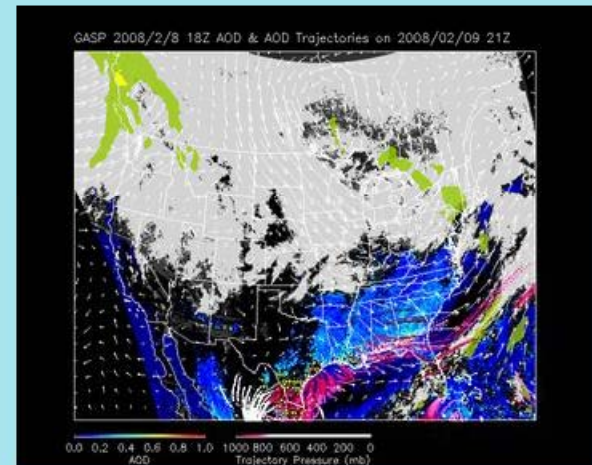 GASP 2008/2/8 18Z AOD & AOD Trajectories on 2008/02/09 21Z
0.0 0.2 0.4 0.6 0.8 1.0 1000 800 600 400 200 0
AOD Trajectory Pressure (mb)